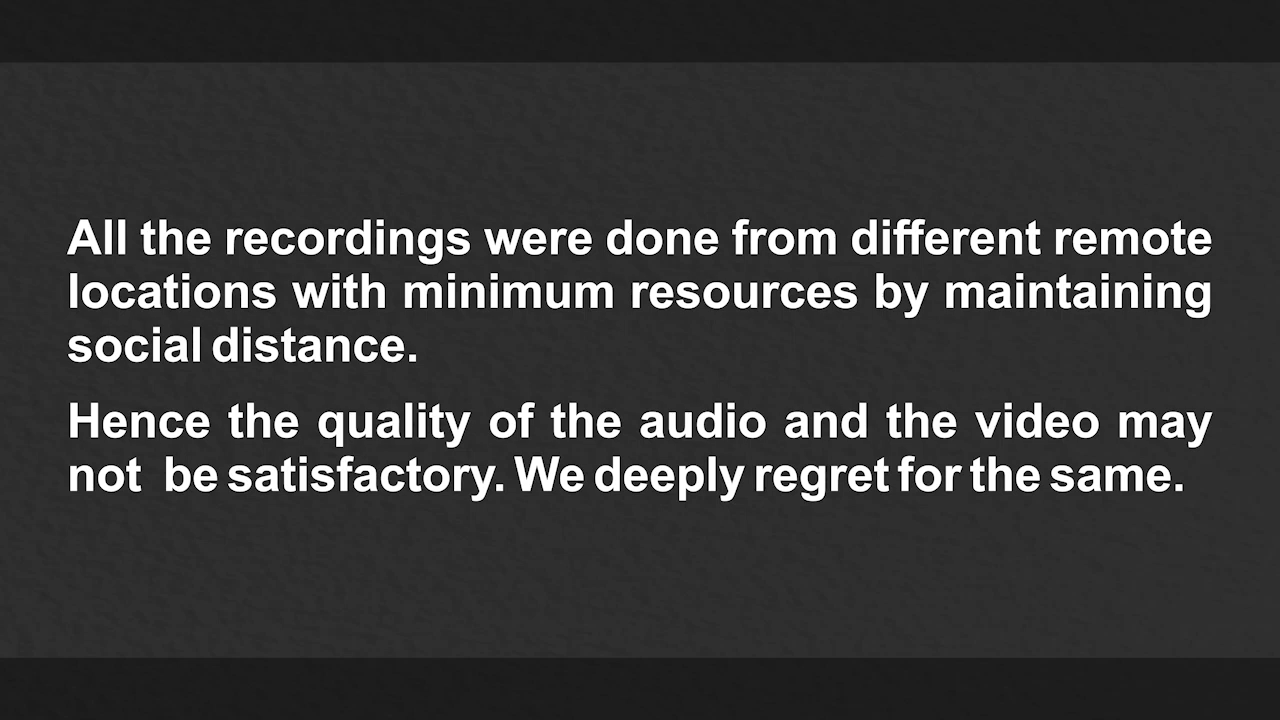 All the recordings were done from different remote
locations with minimum resources by maintaining
social distance.
Hence the quality of the audio and the video may
not  be satisfactory. We deeply regret for the same.